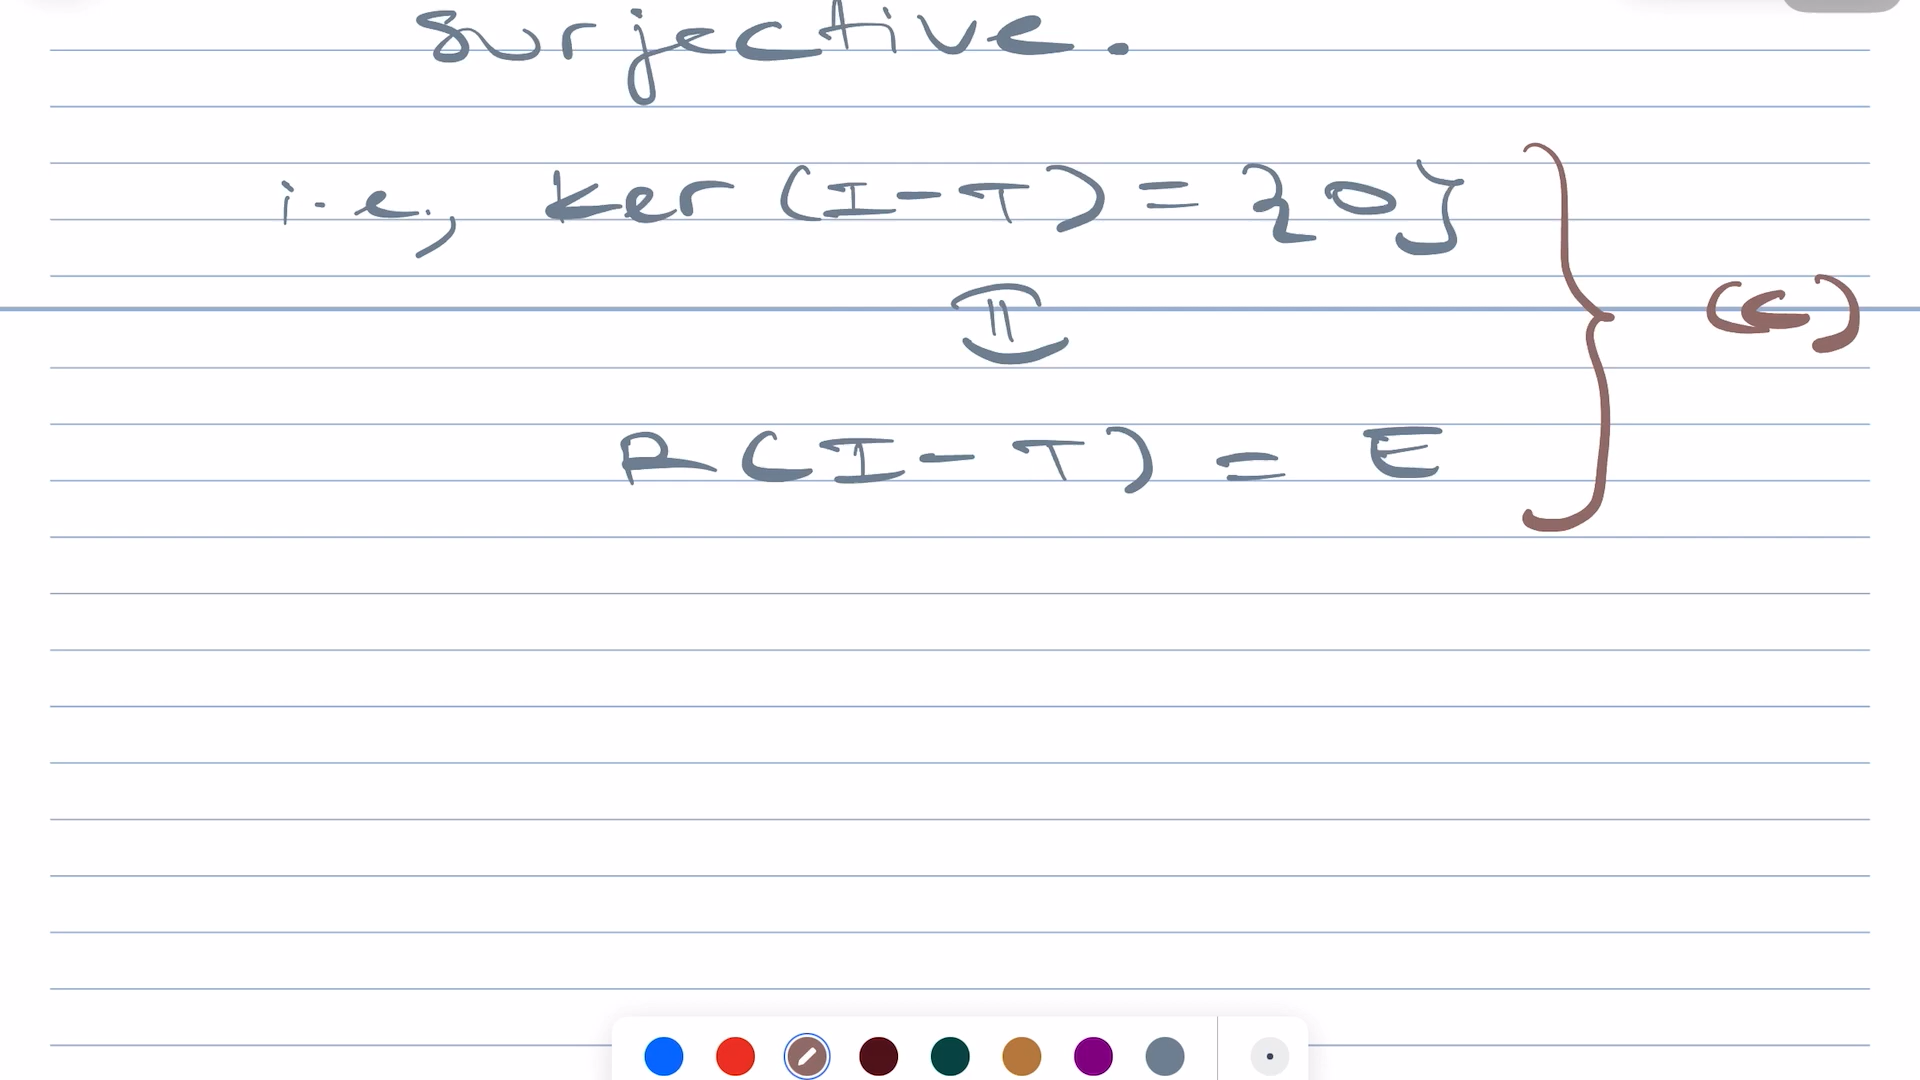 surjective.
i.e., ker (I-T) = {0}
⇕
R(I-T) = E
(c)